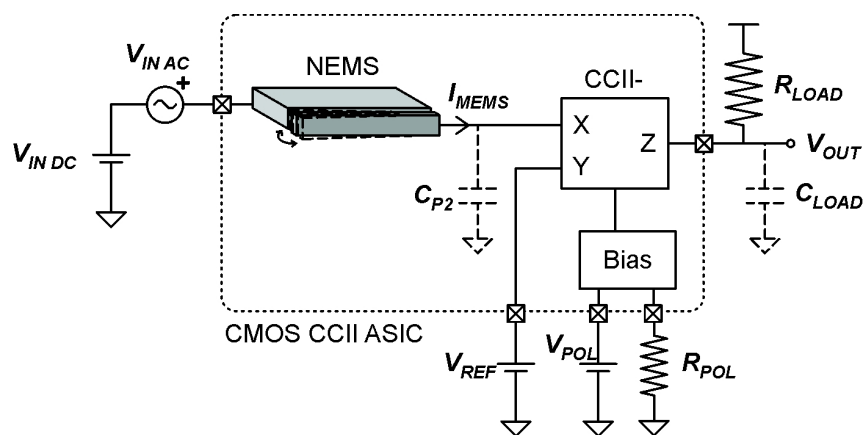 V_IN AC
+
NEMS
I_MEMS
CCII-
R_LOAD
X
Y
Z
V_OUT
V_IN DC
C_P2
C_LOAD
Bias
CMOS CCII ASIC
V_REF
V_POL
R_POL